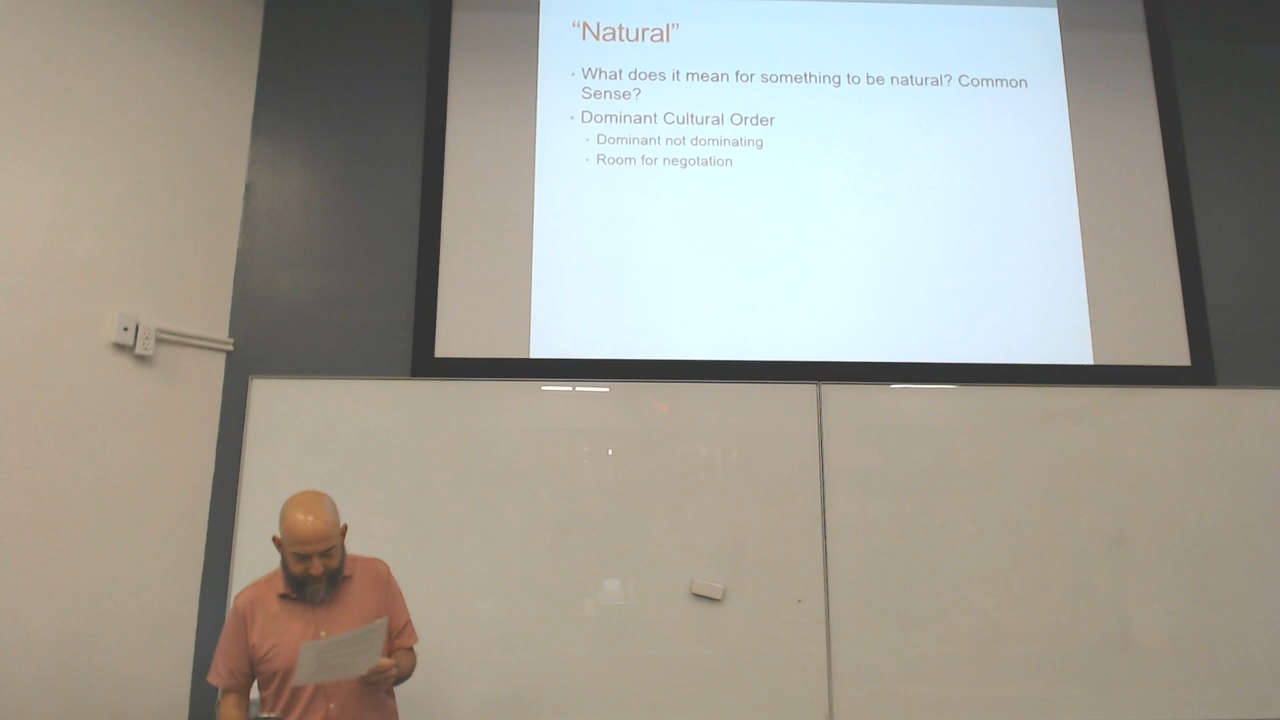 “Natural”
• What does it mean for something to be natural? Common
Sense?
• Dominant Cultural Order
• Dominant not dominating
• Room for negotation